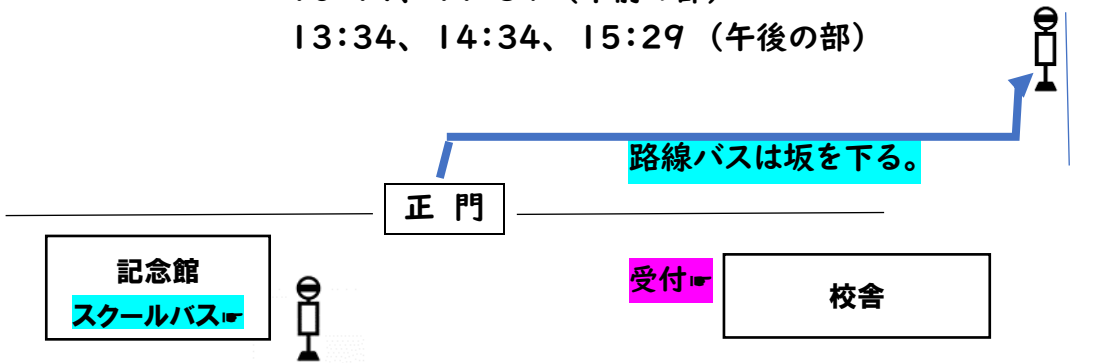 13:34、14:34、15:29（午後の部）
路線バスは坂を下る。
正 門
記念館
スクールバス☛
受付☛
校舎